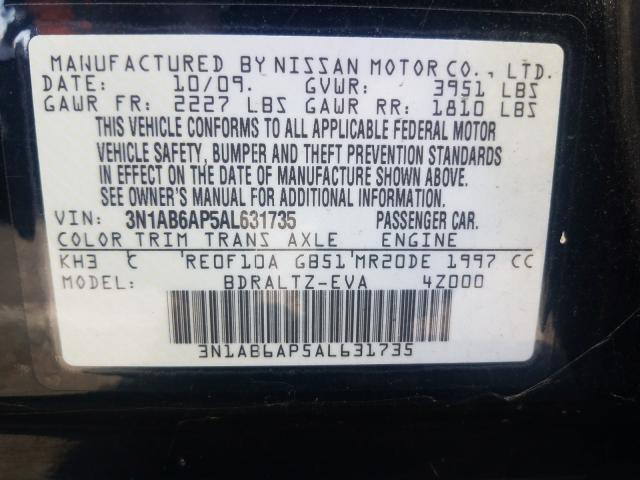 MANUFACTURED BY NISSAN MOTOR CO., LTD.
DATE: 10/09. GVWR: 3951 LBS
GAWR FR: 2227 LBS GAWR RR: 1810 LBS
THIS VEHICLE CONFORMS TO ALL APPLICABLE FEDERAL MOTOR
VEHICLE SAFETY, BUMPER AND THEFT PREVENTION STANDARDS
IN EFFECT ON THE DATE OF MANUFACTURE SHOWN ABOVE.
SEE OWNER'S MANUAL FOR ADDITIONAL INFORMATION.
VIN: 3N1AB6AP5AL631735 PASSENGER CAR.
COLOR TRIM TRANS AXLE ENGINE
KH3 C 'RE0F10A GB51'MR20DE 1997 CC
MODEL: BDRALTZ-EVA 4Z000
3N1AB6AP5AL631735